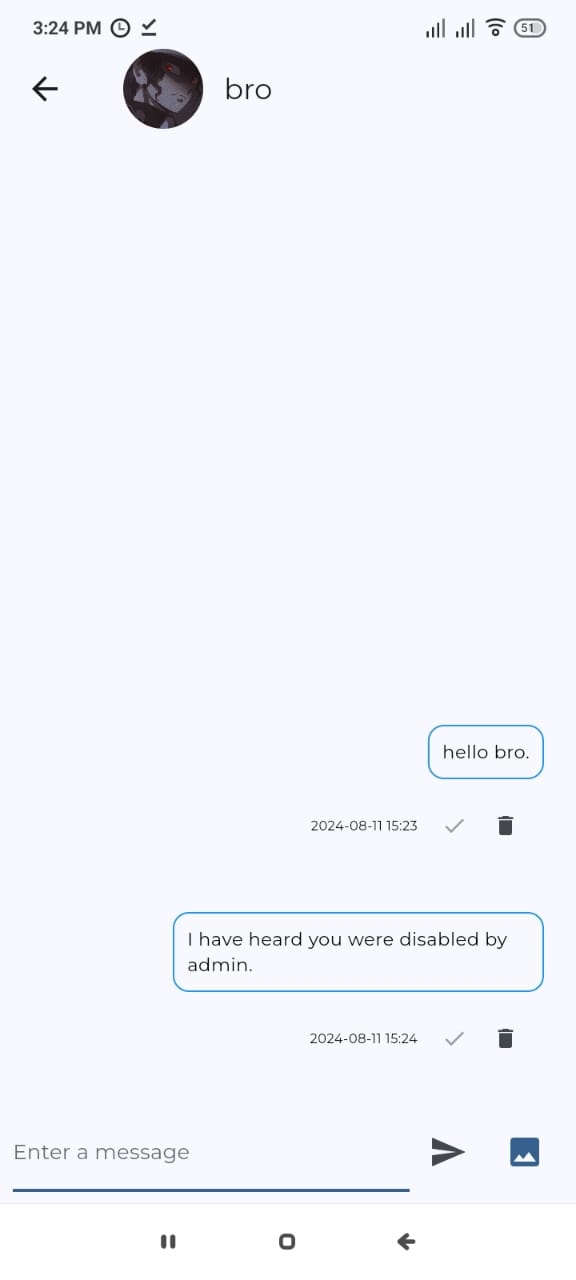 3:24 PM
51
bro
hello bro.
2024-08-11 15:23
I have heard you were disabled by
admin.
2024-08-11 15:24
Enter a message